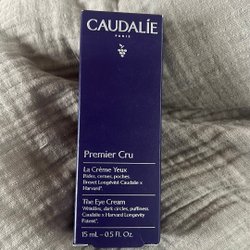 CAUDALÍE
PARIS
Premier Cru
La Crème Yeux
Rides, cernes, poches,
Brevet Longévité Caudalie x
Harvard*.
The Eye Cream
Wrinkles, dark circles, puffiness,
Caudalie x Harvard Longevity
Patent*.
15 mL - 0.5 Fl. Oz.